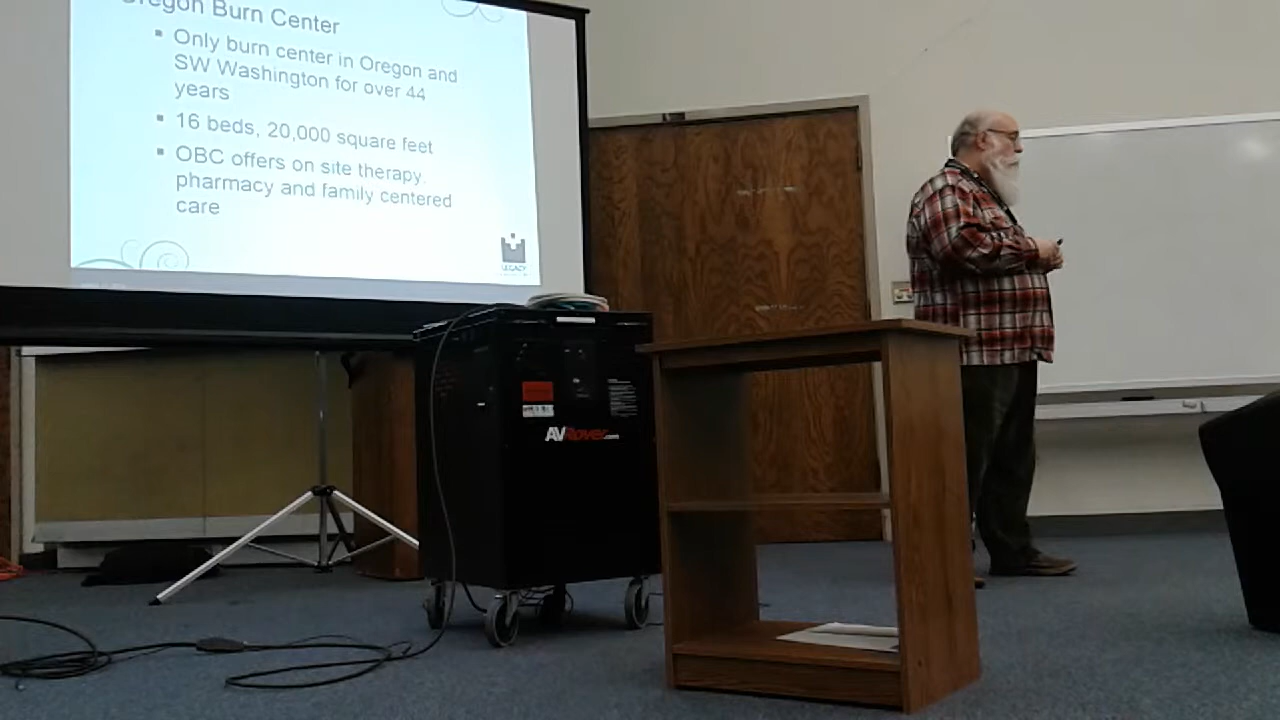 Oregon Burn Center
Only burn center in Oregon and
SW Washington for over 44
years
16 beds, 20,000 square feet
OBC offers on site therapy,
pharmacy and family centered
care
LEGACY
AVRover.com